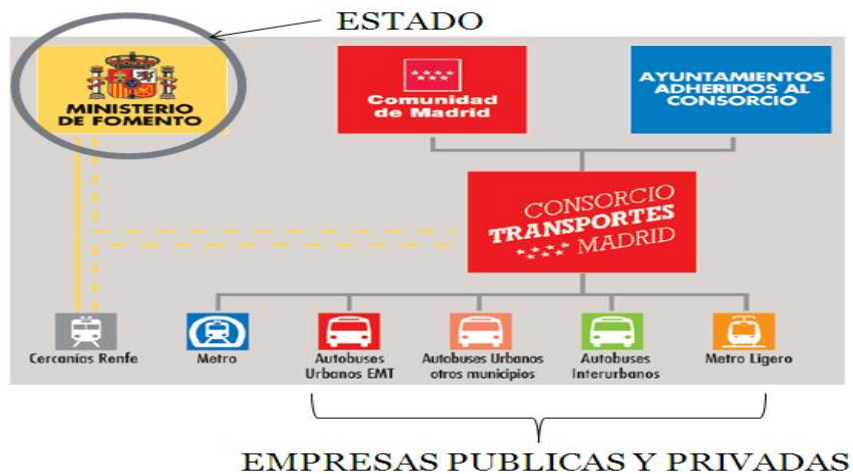 ESTADO
MINISTERIO
DE FOMENTO
Comunidad
de Madrid
AYUNTAMIENTOS
ADHERIDOS AL
CONSORCIO
CONSORCIO
TRANSPORTES
MADRID
Cercanías Renfe
Metro
Autobuses
Urbanos EMT
Autobuses Urbanos
otros municipios
Autobuses
Interurbanos
Metro Ligero
EMPRESAS PUBLICAS Y PRIVADAS